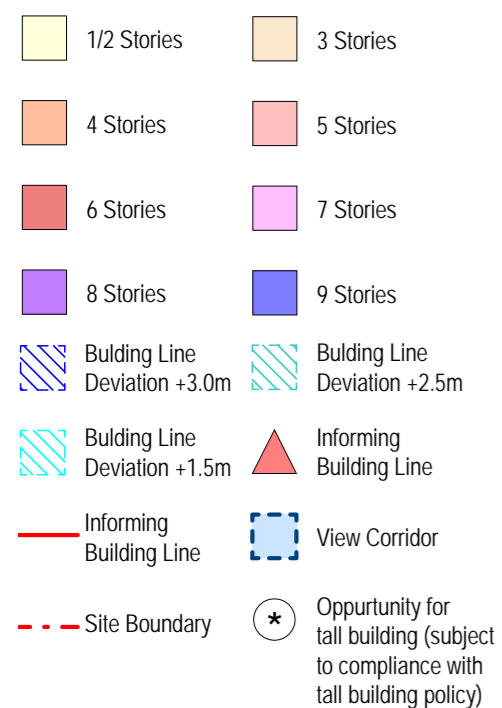 1/2 Stories
3 Stories
4 Stories
5 Stories
6 Stories
7 Stories
8 Stories
9 Stories
Bulding Line
Deviation +3.0m
Bulding Line
Deviation +2.5m
Bulding Line
Deviation +1.5m
Informing
Building Line
Informing
Building Line
View Corridor
Site Boundary
*
Oppurtunity for
tall building (subject
to compliance with
tall building policy)